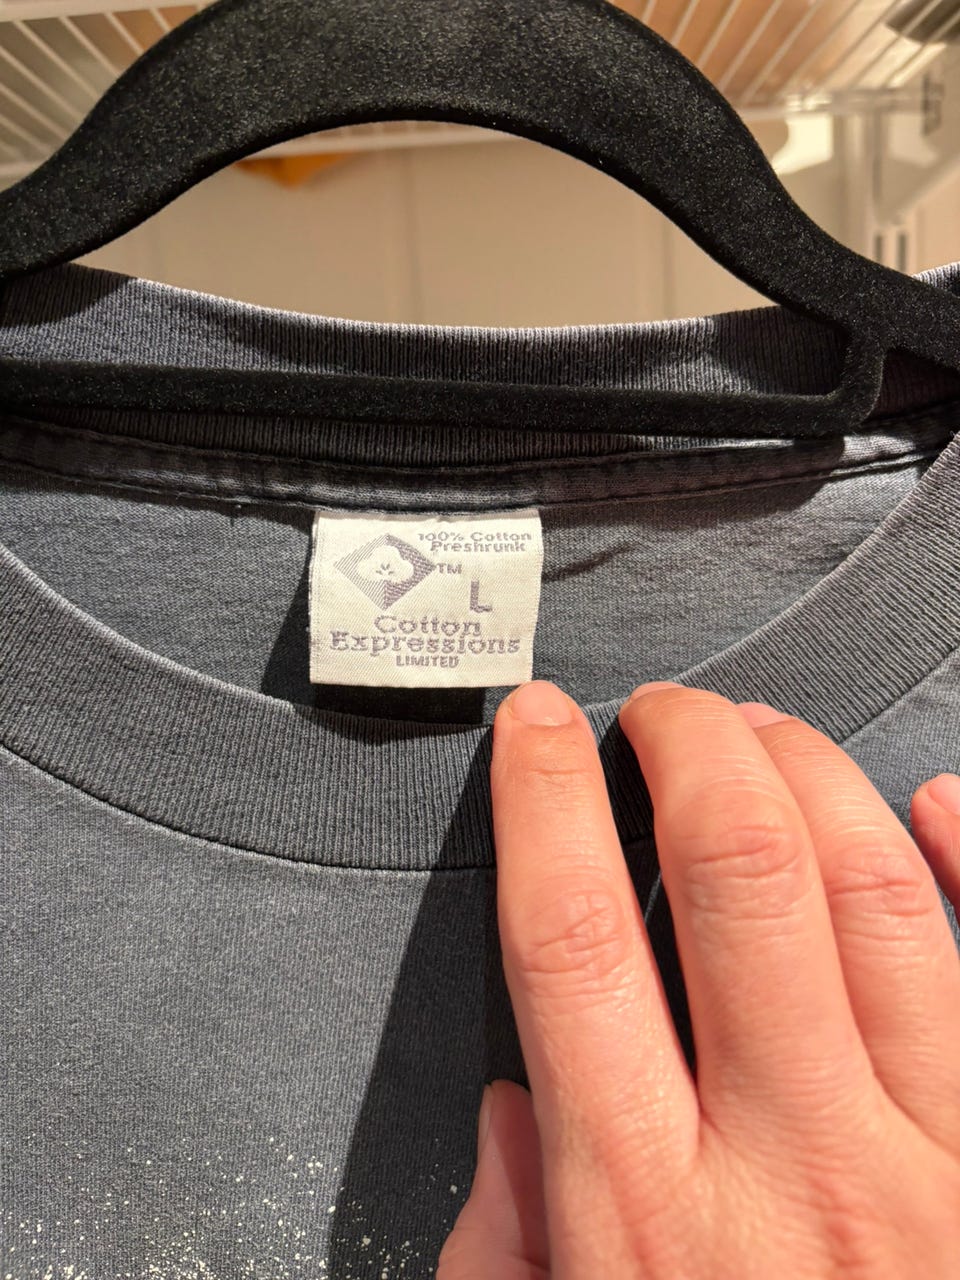 100% Cotton
Preshrunk
TM
L
Cotton
Expressions
LIMITED